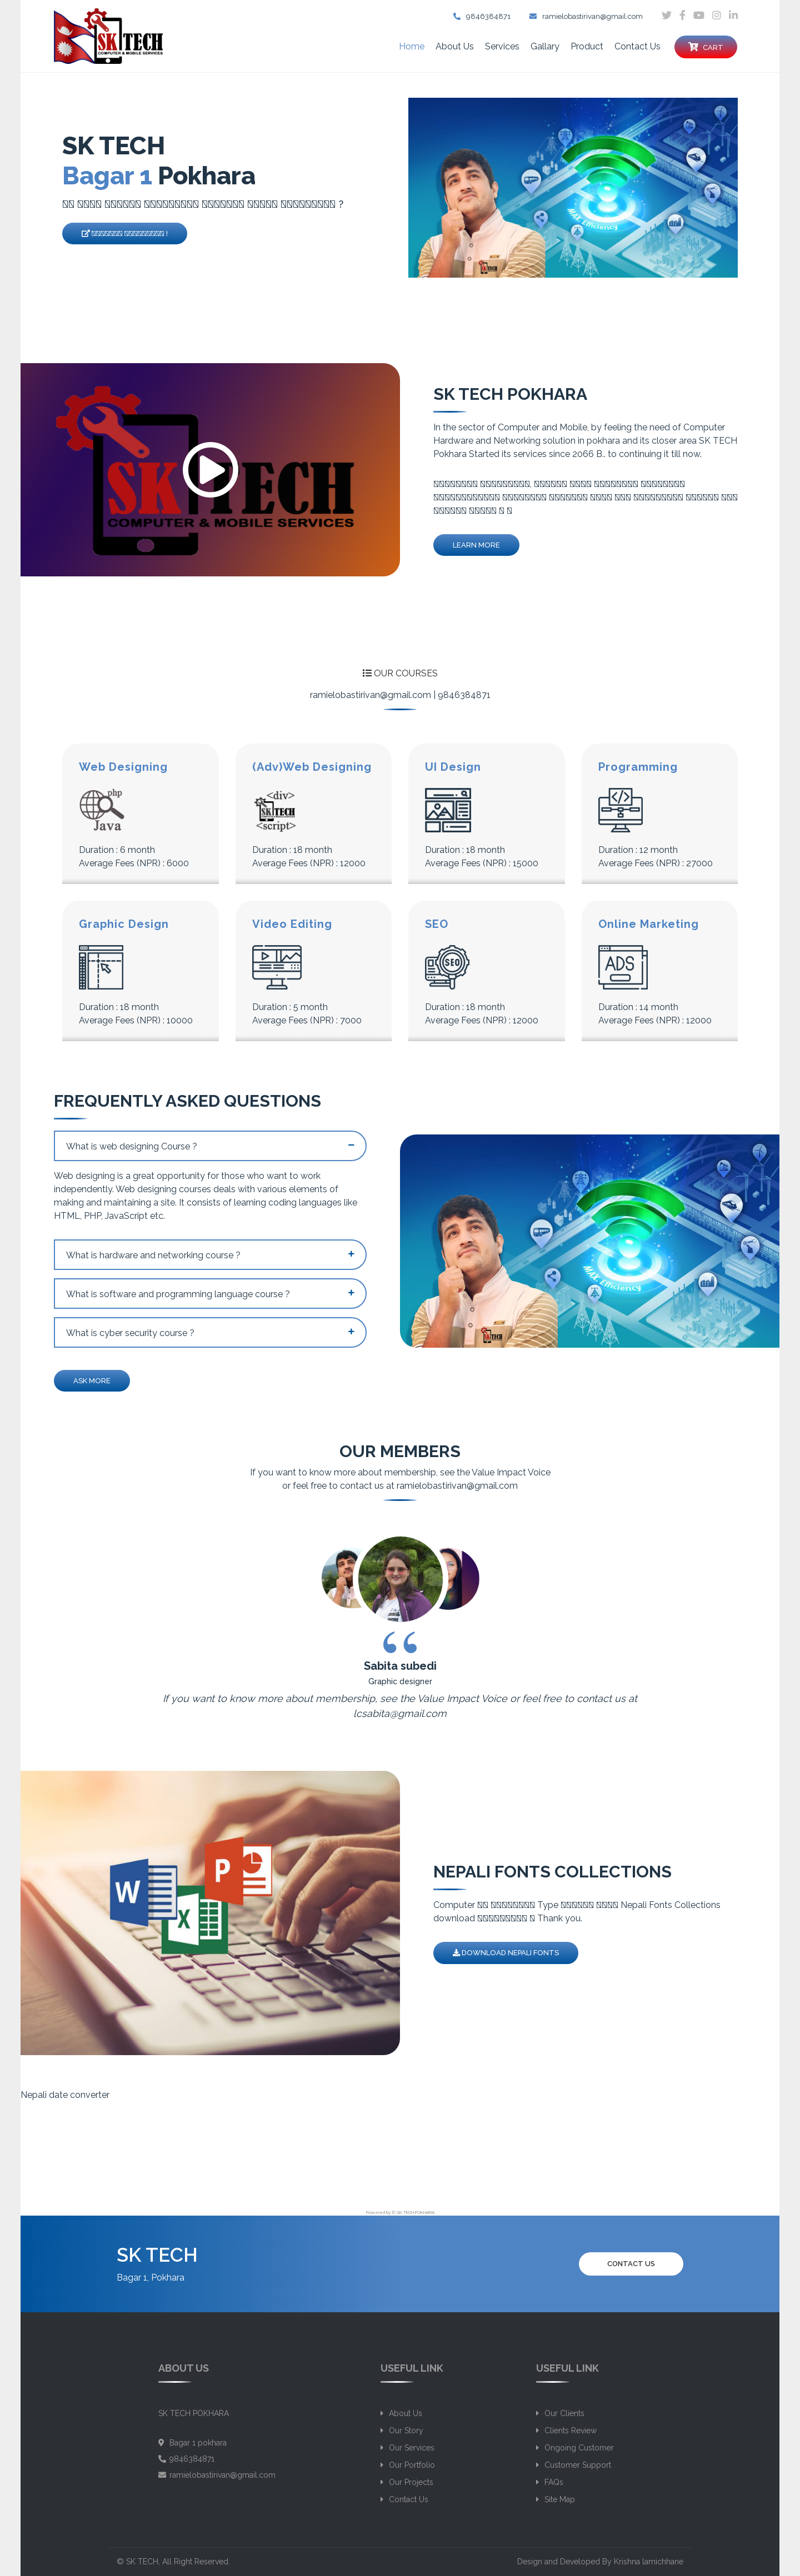 SK TECH
COMPUTER & MOBILE SERVICES
9846384871 ramielobastirivan@gmail.com
Home About Us Services Gallary Product Contact Us CART
SK TECH
Bagar 1 Pokhara
?
!
MAX Efficiency
SK TECH
SK TECH
COMPUTER & MOBILE SERVICES
SK TECH POKHARA
In the sector of Computer and Mobile, by feeling the need of Computer
Hardware and Networking solution in pokhara and its closer area SK TECH
Pokhara Started its services since 2066 B.. to continuing it till now.
LEARN MORE
OUR COURSES
ramielobastirivan@gmail.com | 9846384871
Web Designing
php
Java
Duration : 6 month
Average Fees (NPR) : 6000
(Adv)Web Designing
<div>
SK TECH
<script>
Duration : 18 month
Average Fees (NPR) : 12000
UI Design
Duration : 18 month
Average Fees (NPR) : 15000
Programming
Duration : 12 month
Average Fees (NPR) : 27000
Graphic Design
Duration : 18 month
Average Fees (NPR) : 10000
Video Editing
Duration : 5 month
Average Fees (NPR) : 7000
SEO
SEO
Duration : 18 month
Average Fees (NPR) : 12000
Online Marketing
ADS
Duration : 14 month
Average Fees (NPR) : 12000
FREQUENTLY ASKED QUESTIONS
What is web designing Course ?
Web designing is a great opportunity for those who want to work
independently. Web designing courses deals with various elements of
making and maintaining a site. It consists of learning coding languages like
HTML, PHP, JavaScript etc.
What is hardware and networking course ?
What is software and programming language course ?
What is cyber security course ?
ASK MORE
MAX Efficiency
SK TECH
OUR MEMBERS
If you want to know more about membership, see the Value Impact Voice
or feel free to contact us at ramielobastirivan@gmail.com
Sabita subedi
Graphic designer
If you want to know more about membership, see the Value Impact Voice or feel free to contact us at
lcsabita@gmail.com
W P X
NEPALI FONTS COLLECTIONS
Computer Type Nepali Fonts Collections
download Thank you.
DOWNLOAD NEPALI FONTS
Nepali date converter
Powered by © SK TECH POKHARA
SK TECH
Bagar 1, Pokhara
CONTACT US
ABOUT US
SK TECH POKHARA
Bagar 1 pokhara
9846384871
ramielobastirivan@gmail.com
USEFUL LINK
About Us
Our Story
Our Services
Our Portfolio
Our Projects
Contact Us
USEFUL LINK
Our Clients
Clients Review
Ongoing Customer
Customer Support
FAQs
Site Map
© SK TECH, All Right Reserved.
Design and Developed By Krishna lamichhane